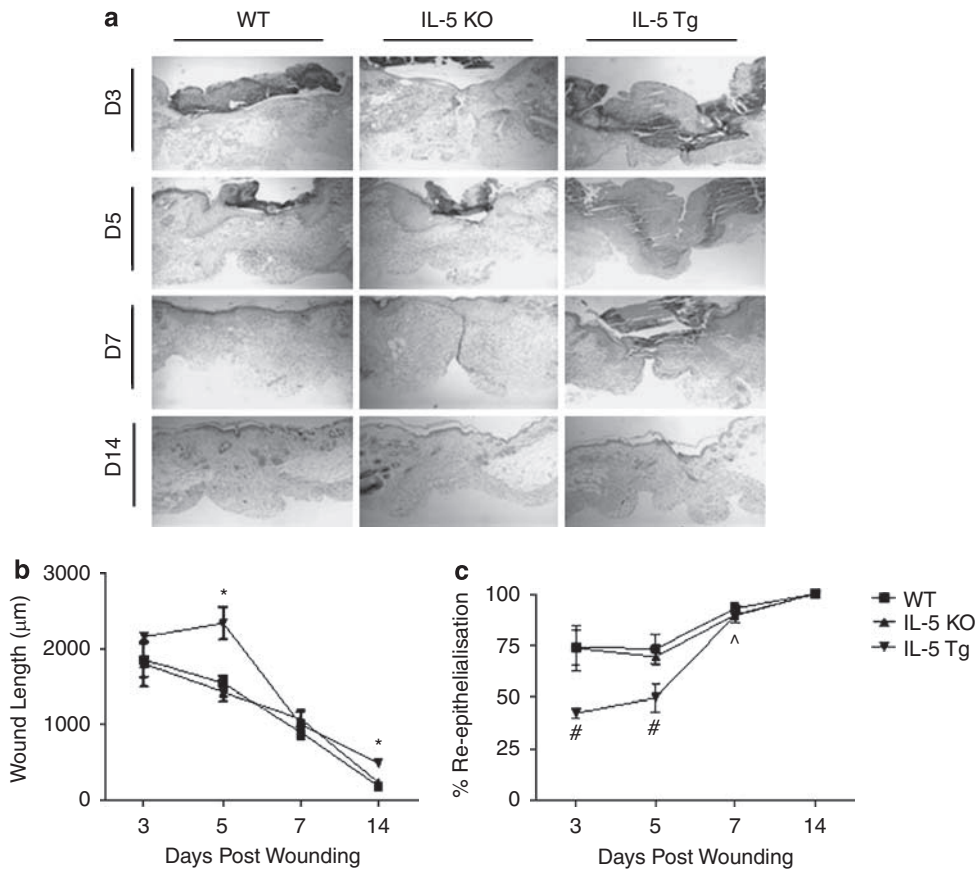 a
WT
IL-5 KO
IL-5 Tg
D3
D5
D7
D14
b
3000
2000
1000
0
Wound Length (μm)
*
*
3
5
7
14
Days Post Wounding
c
100
75
50
25
0
% Re-epithelialisation
#
#
^
3
5
7
14
Days Post Wounding
WT
IL-5 KO
IL-5 Tg